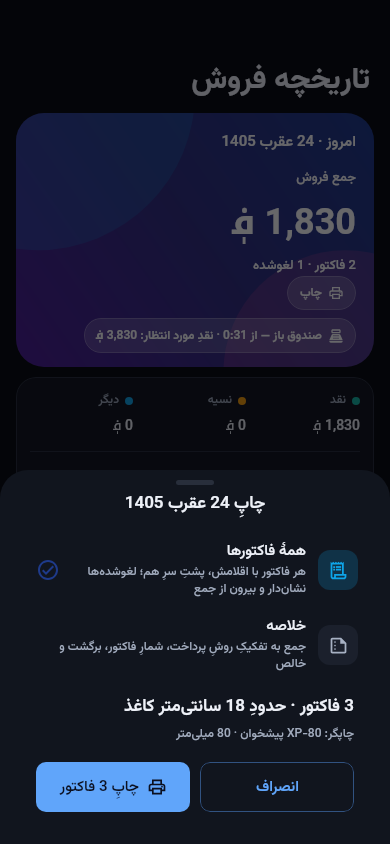 تاریخچه فروش
امروز · 24 عقرب 1405
جمع فروش
1,830 ؋
2 فاکتور · 1 لغوشده
چاپ
صندوق باز — از 0:31 · نقدِ مورد انتظار: 3,830 ؋
نقد
نسیه
دیگر
1,830 ؋
0 ؋
0 ؋
چاپِ 24 عقرب 1405
همهٔ فاکتورها
هر فاکتور با اقلامش، پشتِ سرِ هم؛ لغوشده‌ها
نشان‌دار و بیرون از جمع
خلاصه
جمع به تفکیکِ روشِ پرداخت، شمارِ فاکتور، برگشت و
خالص
3 فاکتور · حدودِ 18 سانتی‌متر کاغذ
چاپگر: XP-80 پیشخوان · 80 میلی‌متر
انصراف
چاپِ 3 فاکتور